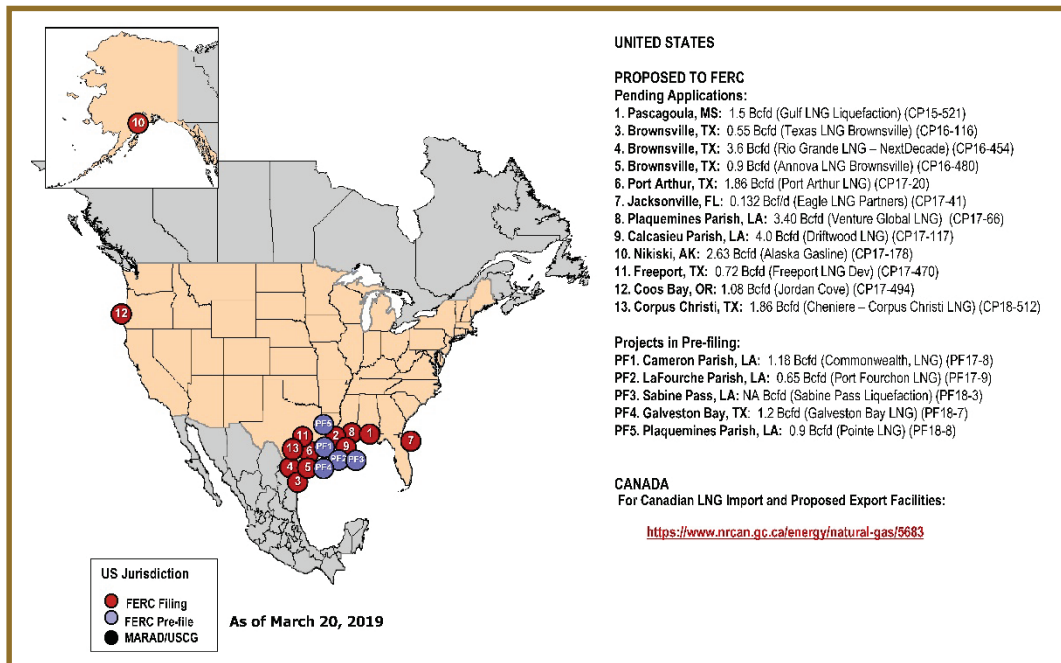 UNITED STATES
PROPOSED TO FERC
Pending Applications:
1. Pascagoula, MS: 1.5 Bcfd (Gulf LNG Liquefaction) (CP15-521)
3. Brownsville, TX: 0.55 Bcfd (Texas LNG Brownsville) (CP16-116)
4. Brownsville, TX: 3.6 Bcfd (Rio Grande LNG – NextDecade) (CP16-454)
5. Brownsville, TX: 0.9 Bcfd (Annova LNG Brownsville) (CP16-480)
6. Port Arthur, TX: 1.86 Bcfd (Port Arthur LNG) (CP17-20)
7. Jacksonville, FL: 0.132 Bcf/d (Eagle LNG Partners) (CP17-41)
8. Plaquemines Parish, LA: 3.40 Bcfd (Venture Global LNG) (CP17-66)
9. Calcasieu Parish, LA: 4.0 Bcfd (Driftwood LNG) (CP17-117)
10. Nikiski, AK: 2.63 Bcfd (Alaska Gasline) (CP17-178)
11. Freeport, TX: 0.72 Bcfd (Freeport LNG Dev) (CP17-470)
12. Coos Bay, OR: 1.08 Bcfd (Jordan Cove) (CP17-494)
13. Corpus Christi, TX: 1.86 Bcfd (Cheniere – Corpus Christi LNG) (CP18-512)
Projects in Pre-filing:
PF1. Cameron Parish, LA: 1.18 Bcfd (Commonwealth, LNG) (PF17-8)
PF2. LaFourche Parish, LA: 0.65 Bcfd (Port Fourchon LNG) (PF17-9)
PF3. Sabine Pass, LA: NA Bcfd (Sabine Pass Liquefaction) (PF18-3)
PF4. Galveston Bay, TX: 1.2 Bcfd (Galveston Bay LNG) (PF18-7)
PF5. Plaquemines Parish, LA: 0.9 Bcfd (Pointe LNG) (PF18-8)
CANADA
For Canadian LNG Import and Proposed Export Facilities:
https://www.nrcan.gc.ca/energy/natural-gas/5683
10
12
PF5
11 2 8 1
7
13 6 PF1 9
4 5 PF4 PF2 PF3
3
US Jurisdiction
FERC Filing
FERC Pre-file
MARAD/USCG
As of March 20, 2019